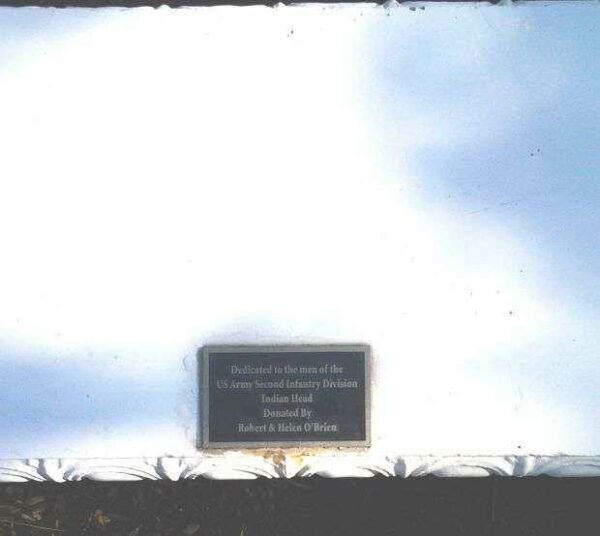 Dedicated to the men of the
US Army Second Infantry Division
Indian Head
Donated By
Robert & Helen O'Brien